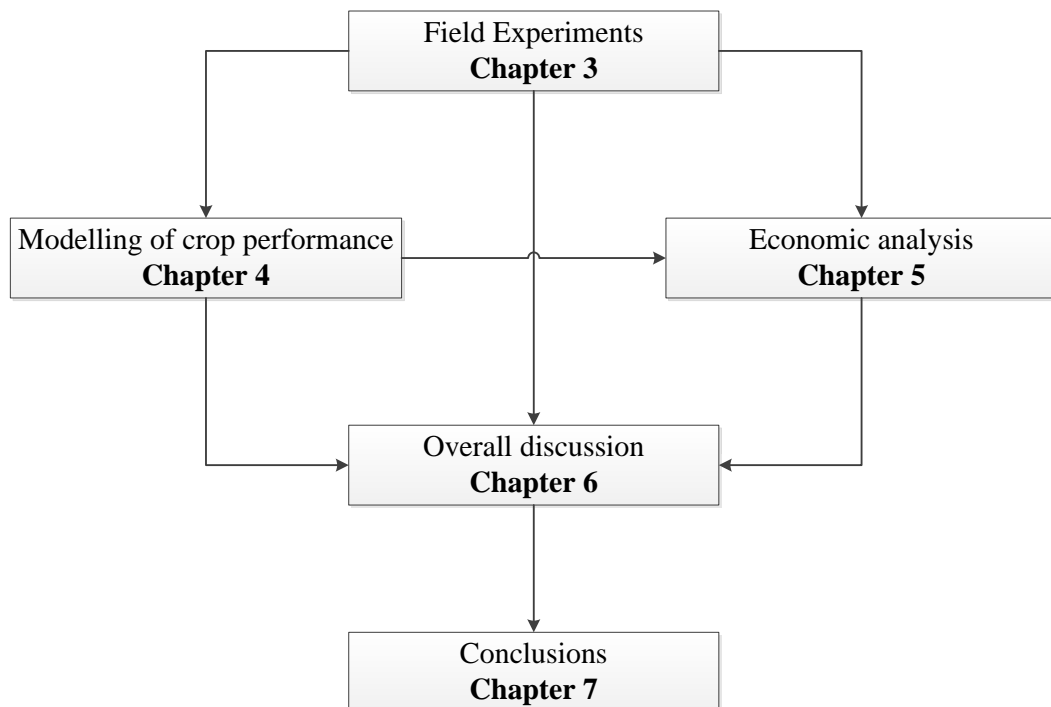 Field Experiments
Chapter 3
Modelling of crop performance
Chapter 4
Economic analysis
Chapter 5
Overall discussion
Chapter 6
Conclusions
Chapter 7